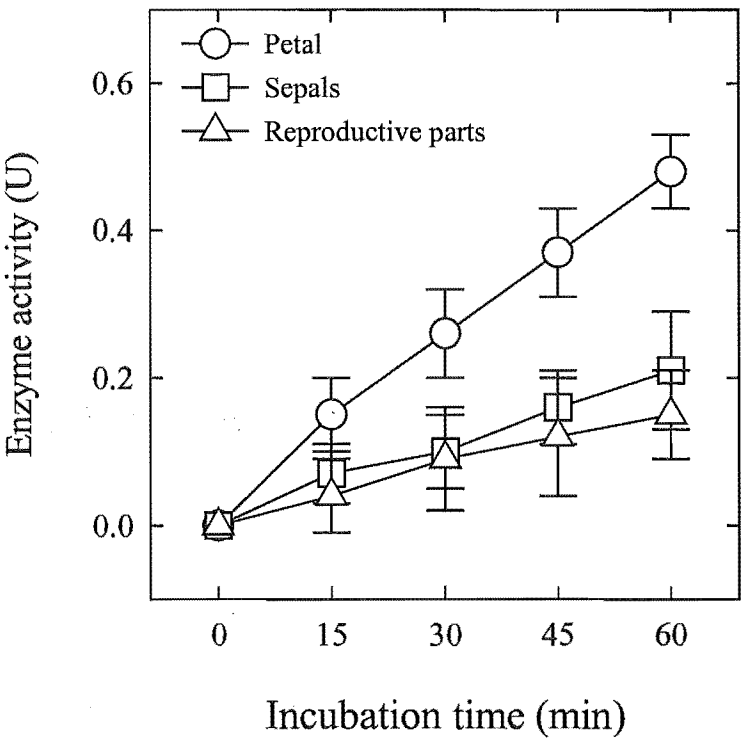 Petal
Sepals
Reproductive parts
0.6
0.4
0.2
0.0
Enzyme activity (U)
0 15 30 45 60
Incubation time (min)